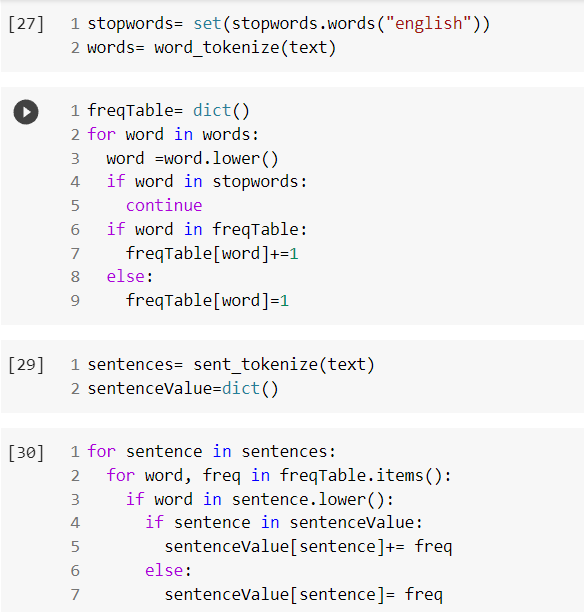 [27] 1 stopwords= set(stopwords.words("english"))
2 words= word_tokenize(text)
1 freqTable= dict()
2 for word in words:
3   word =word.lower()
4   if word in stopwords:
5     continue
6   if word in freqTable:
7     freqTable[word]+=1
8   else:
9     freqTable[word]=1
[29] 1 sentences= sent_tokenize(text)
2 sentenceValue=dict()
[30] 1 for sentence in sentences:
2   for word, freq in freqTable.items():
3     if word in sentence.lower():
4       if sentence in sentenceValue:
5         sentenceValue[sentence]+= freq
6       else:
7         sentenceValue[sentence]= freq